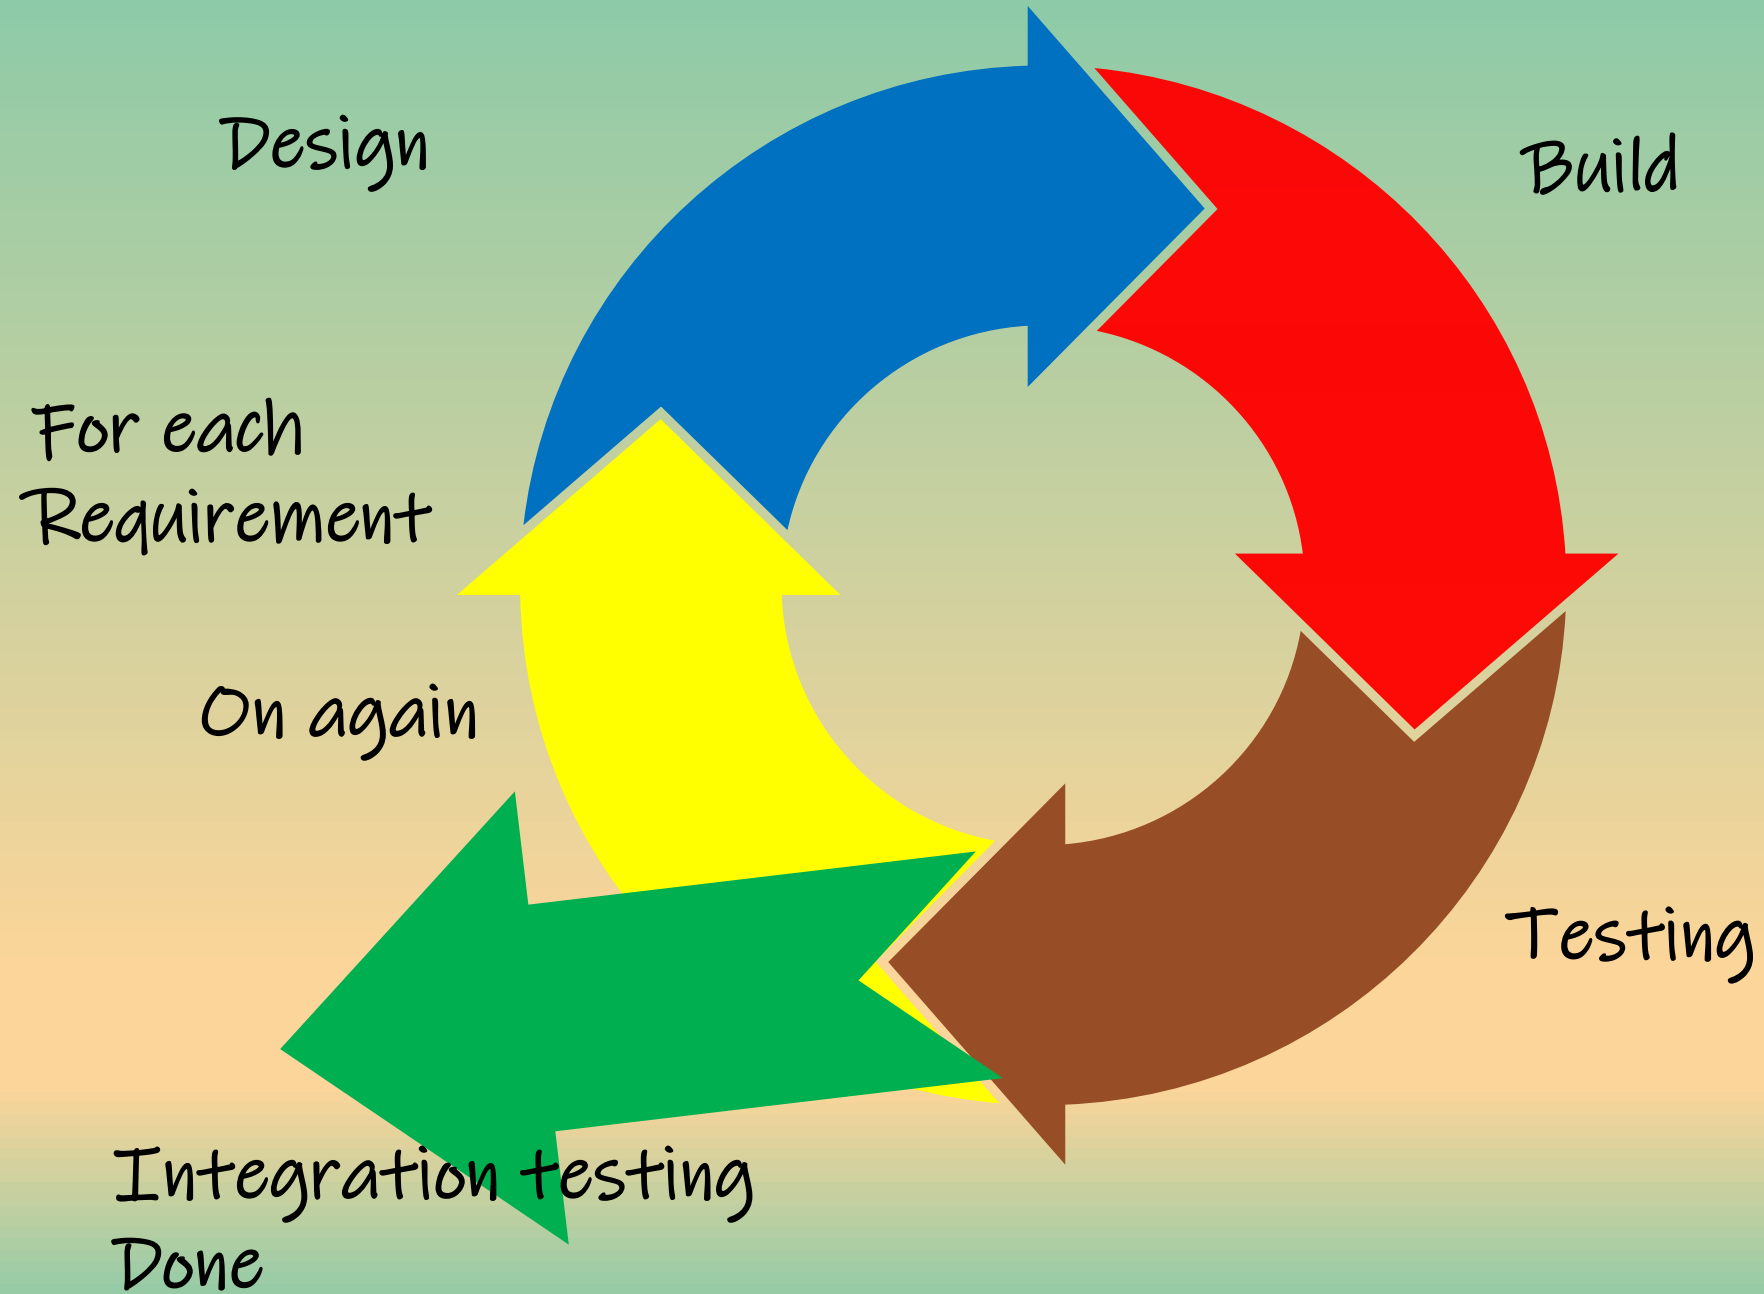 Design
Build
For each
Requirement
On again
Testing
Integration testing
Done